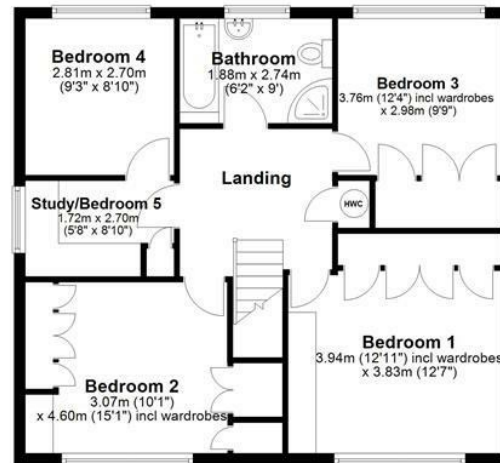 Bedroom 4
2.81m x 2.70m
(9'3" x 8'10")
Bathroom
1.88m x 2.74m
(6'2" x 9')
Bedroom 3
3.76m (12'4") incl wardrobes
x 2.98m (9'9")
Landing
Study/Bedroom 5
1.72m x 2.70m
(5'8" x 8'10")
HWC
Bedroom 1
3.94m (12'11") incl wardrobes
x 3.83m (12'7")
Bedroom 2
3.07m (10'1")
x 4.60m (15'1") incl wardrobes